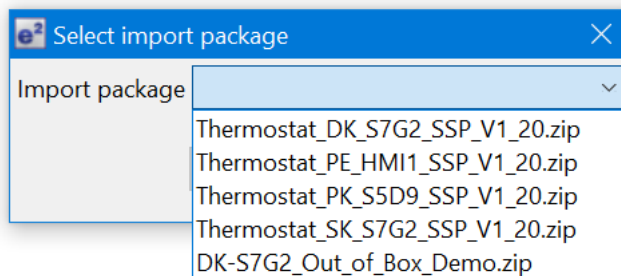 e² Select import package
Import package
Thermostat_DK_S7G2_SSP_V1_20.zip
Thermostat_PE_HMI1_SSP_V1_20.zip
Thermostat_PK_S5D9_SSP_V1_20.zip
Thermostat_SK_S7G2_SSP_V1_20.zip
DK-S7G2_Out_of_Box_Demo.zip